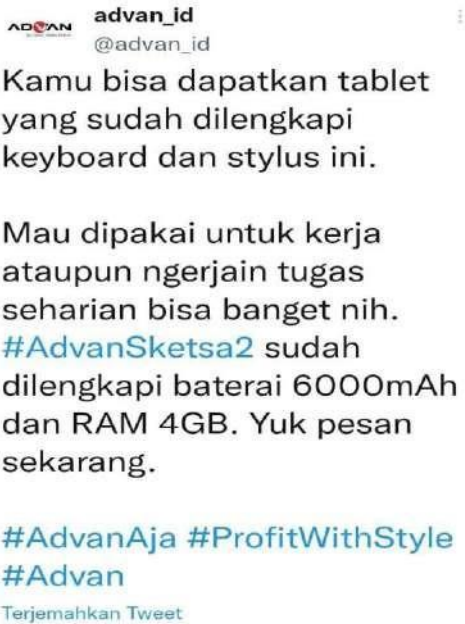 ADVAN
advan_id
@advan_id
Kamu bisa dapatkan tablet
yang sudah dilengkapi
keyboard dan stylus ini.
Mau dipakai untuk kerja
ataupun ngerjain tugas
seharian bisa banget nih.
#AdvanSketsa2 sudah
dilengkapi baterai 6000mAh
dan RAM 4GB. Yuk pesan
sekarang.
#AdvanAja #ProfitWithStyle
#Advan
Terjemahkan Tweet